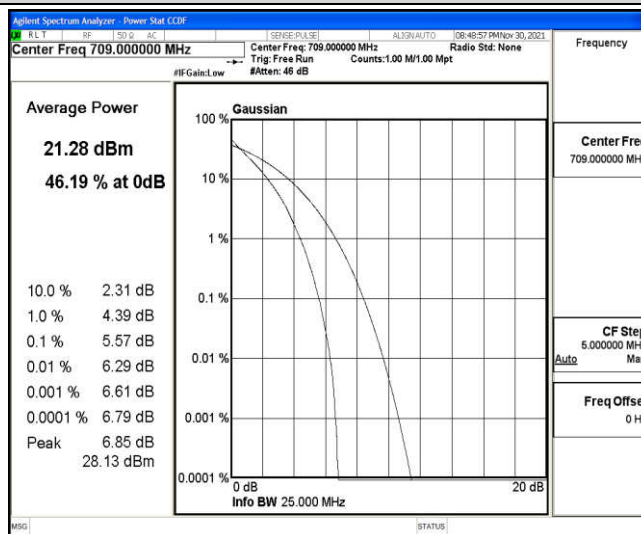 Agilent Spectrum Analyzer - Power Stat CCDF
RLT RF 50 Ω AC SENSE:PULSE ALIGN AUTO 08:48:57 PM Nov 30, 2021
Center Freq 709.000000 MHz
Center Freq: 709.000000 MHz Radio Std: None
Trig: Free Run Counts:1.00 M/1.00 Mpt
#IFGain:Low #Atten: 46 dB
Frequency
Average Power
21.28 dBm
46.19 % at 0dB
10.0 % 2.31 dB
1.0 % 4.39 dB
0.1 % 5.57 dB
0.01 % 6.29 dB
0.001 % 6.61 dB
0.0001 % 6.79 dB
Peak 6.85 dB
28.13 dBm
Gaussian
100 %
10 %
1 %
0.1 %
0.01 %
0.001 %
0.0001 %
0 dB 20 dB
Info BW 25.000 MHz
Center Fre
709.000000 MH
CF Ste
5.000000 MH
Auto Ma
Freq Offse
0 H
MSG STATUS